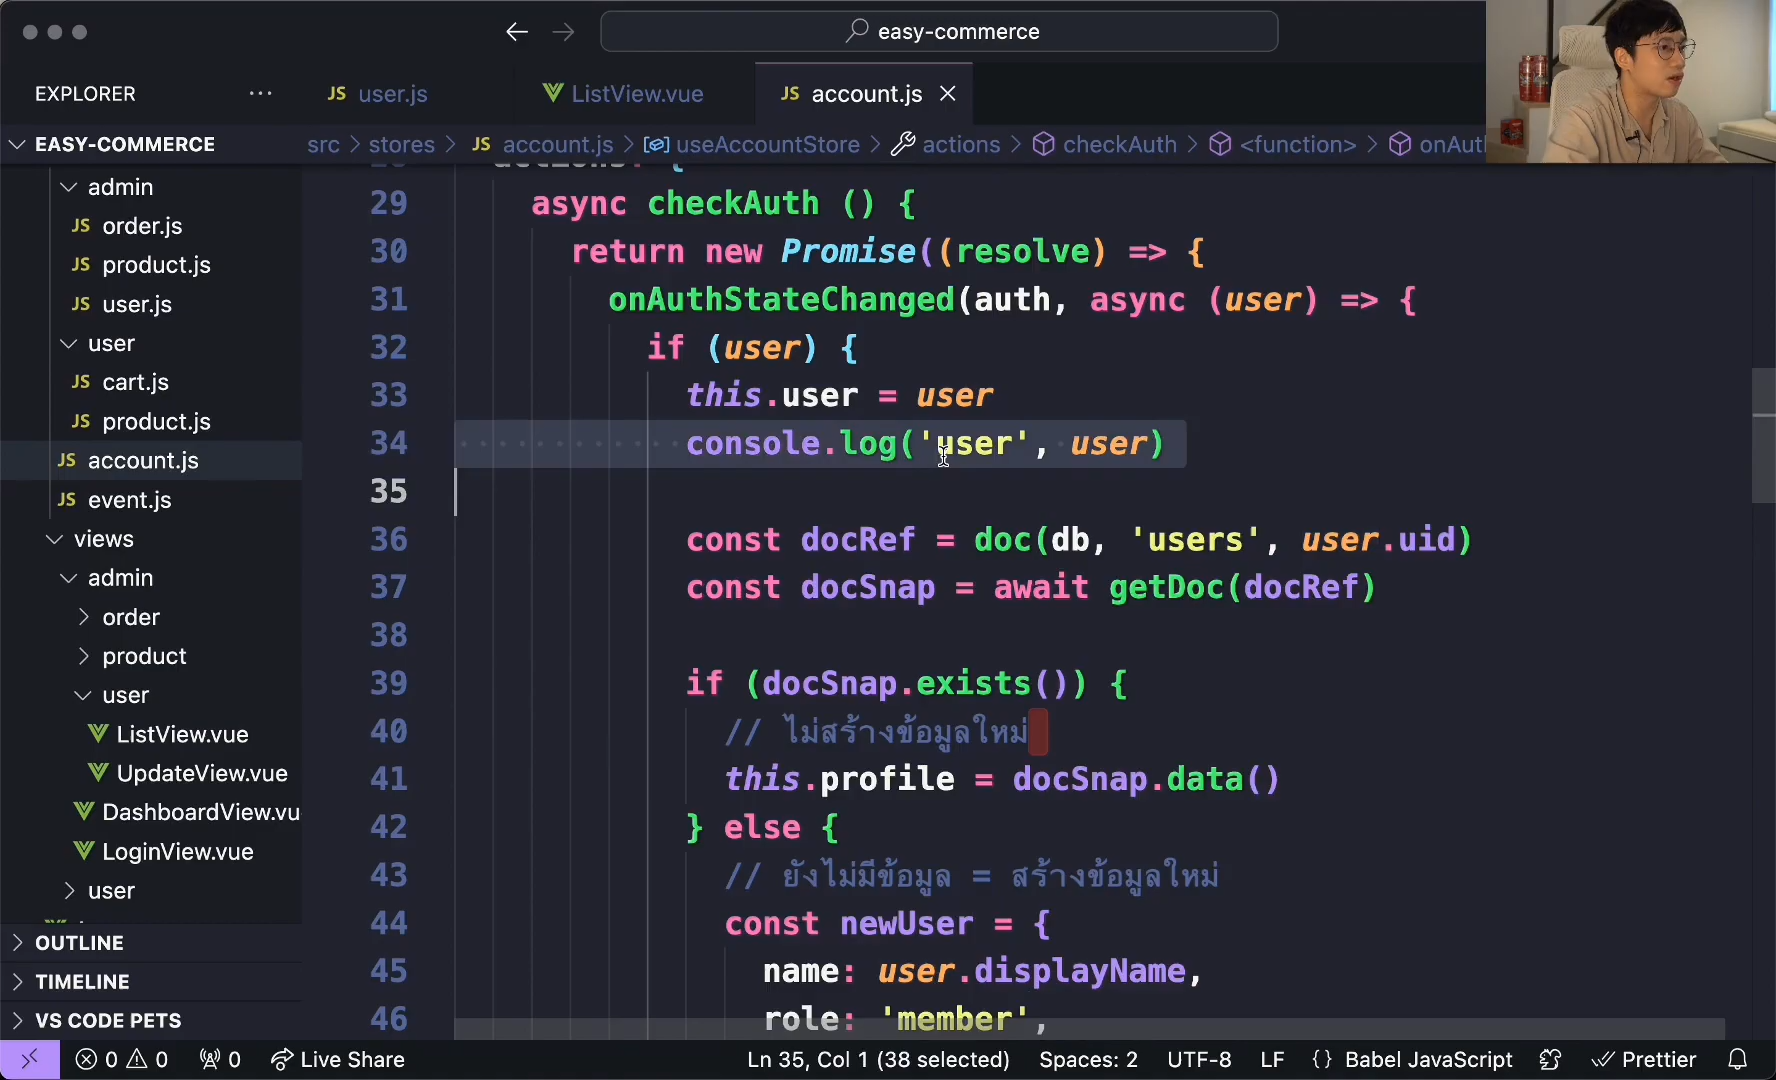 easy-commerce
EXPLORER
JS user.js
ListView.vue
JS account.js
EASY-COMMERCE
src > stores > JS account.js > useAccountStore > actions > checkAuth > <function> > onAut
admin
JS order.js
JS product.js
JS user.js
user
JS cart.js
JS product.js
JS account.js
JS event.js
views
admin
order
product
user
ListView.vue
UpdateView.vue
DashboardView.vu
LoginView.vue
user
OUTLINE
TIMELINE
VS CODE PETS
29 async checkAuth () {
30 return new Promise((resolve) => {
31 onAuthStateChanged(auth, async (user) => {
32 if (user) {
33 this.user = user
34 console.log('user', user)
35
36 const docRef = doc(db, 'users', user.uid)
37 const docSnap = await getDoc(docRef)
38
39 if (docSnap.exists()) {
40 // ไม่สร้างข้อมูลใหม่
41 this.profile = docSnap.data()
42 } else {
43 // ยังไม่มีข้อมูล = สร้างข้อมูลใหม่
44 const newUser = {
45 name: user.displayName,
46 role: 'member',
0 0 0 Live Share Ln 35, Col 1 (38 selected) Spaces: 2 UTF-8 LF {} Babel JavaScript Prettier